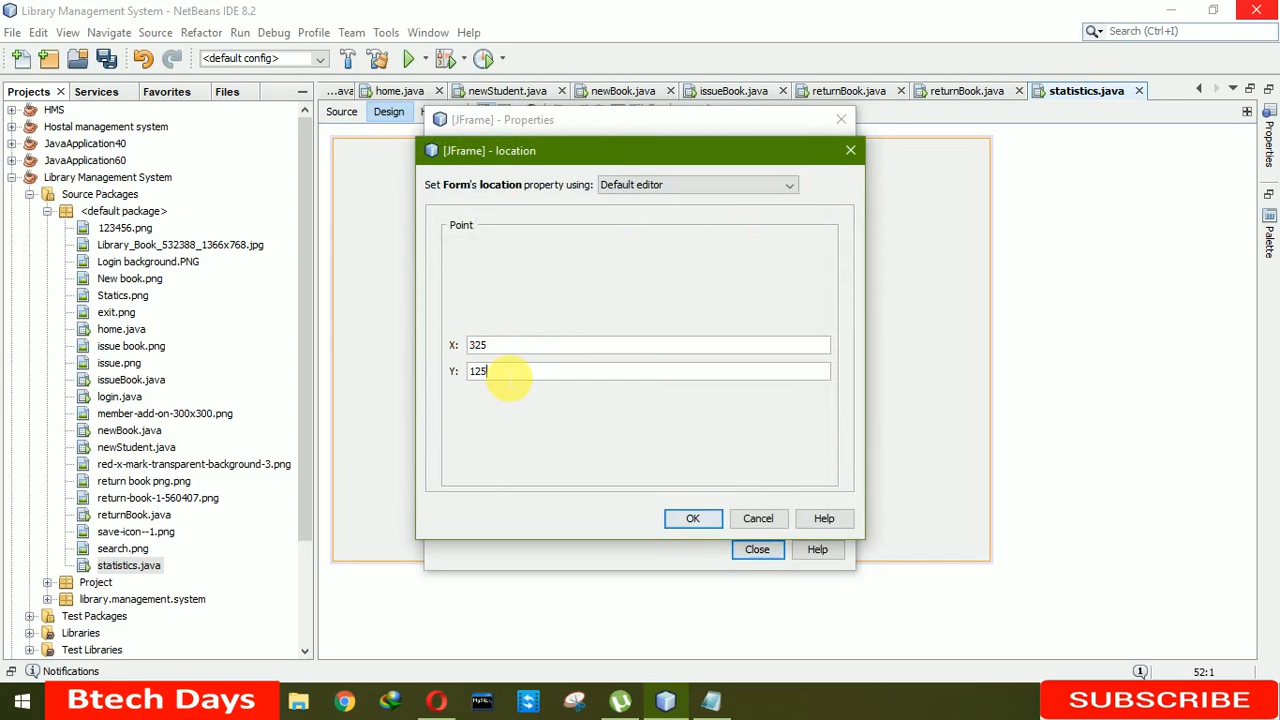 Library Management System - NetBeans IDE 8.2
File Edit View Navigate Source Refactor Run Debug Profile Team Tools Window Help
Search (Ctrl+I)
<default config>
Projects Services Favorites Files
...ava home.java newStudent.java newBook.java issueBook.java returnBook.java returnBook.java statistics.java
Source Design
[JFrame] - Properties
[JFrame] - location
Set Form's location property using: Default editor
Point
X: 325
Y: 125
OK Cancel Help
Close Help
HMS
Hostal management system
JavaApplication40
JavaApplication60
Library Management System
Source Packages
<default package>
123456.png
Library_Book_532388_1366x768.jpg
Login background.PNG
New book.png
Statics.png
exit.png
home.java
issue book.png
issue.png
issueBook.java
login.java
member-add-on-300x300.png
newBook.java
newStudent.java
red-x-mark-transparent-background-3.png
return book png.png
return-book-1-560407.png
returnBook.java
save-icon--1.png
search.png
statistics.java
Project
library.management.system
Test Packages
Libraries
Test Libraries
Properties
Palette
Notifications
1
52:1
Btech Days
MySQL
SUBSCRIBE